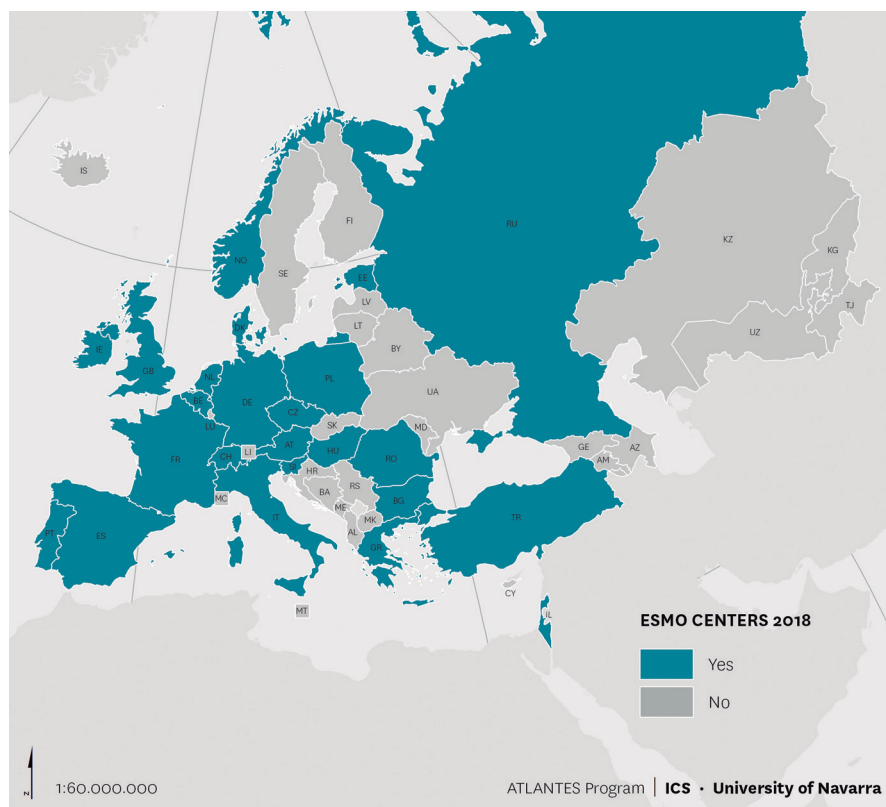 IS
FI
RU
NO
SE
KZ
KG
EE
TJ
LV
DK
LT
UZ
BY
IE
GB
NL
PL
UA
BE
DE
CZ
LU
SK
MD
FR
CH
LI
AT
HU
RO
GE
AZ
AM
SI
HR
BA
RS
MC
BG
ME
MK
IT
TR
PT
ES
AL
GR
CY
MT
IL
ESMO CENTERS 2018
Yes
No
N
1:60.000.000
ATLANTES Program | ICS · University of Navarra